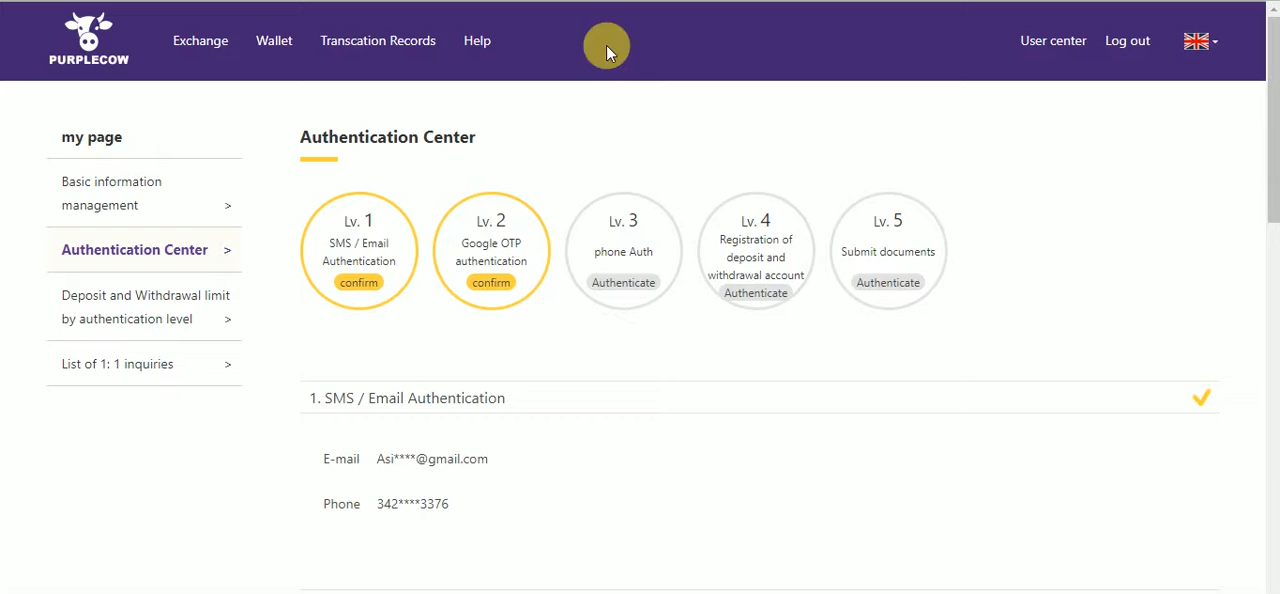 PURPLECOW
Exchange Wallet Transcation Records Help User center Log out
my page
Basic information
management >
Authentication Center >
Deposit and Withdrawal limit
by authentication level >
List of 1: 1 inquiries >
Authentication Center
Lv. 1
SMS / Email
Authentication
confirm
Lv. 2
Google OTP
authentication
confirm
Lv. 3
phone Auth
Authenticate
Lv. 4
Registration of
deposit and
withdrawal account
Authenticate
Lv. 5
Submit documents
Authenticate
1. SMS / Email Authentication
E-mail Asi****@gmail.com
Phone 342****3376